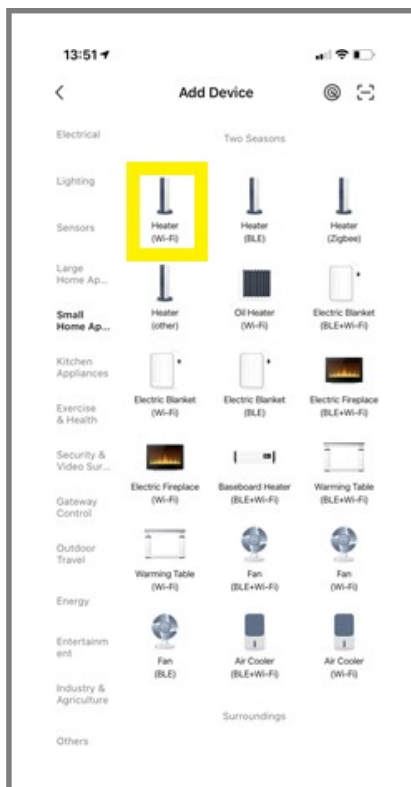 13:51
Add Device
Electrical
Lighting
Sensors
Large
Home Ap...
Small
Home Ap...
Kitchen
Appliances
Exercise
& Health
Security &
Video Sur...
Gateway
Control
Outdoor
Travel
Energy
Entertainm
ent
Industry &
Agriculture
Others
Two Seasons
Heater
(Wi-Fi)
Heater
(BLE)
Heater
(Zigbee)
Heater
(other)
Oil Heater
(Wi-Fi)
Electric Blanket
(BLE+Wi-Fi)
Electric Blanket
(Wi-Fi)
Electric Blanket
(BLE)
Electric Fireplace
(BLE+Wi-Fi)
Electric Fireplace
(Wi-Fi)
Baseboard Heater
(BLE+Wi-Fi)
Warming Table
(BLE+Wi-Fi)
Warming Table
(Wi-Fi)
Fan
(BLE+Wi-Fi)
Fan
(Wi-Fi)
Fan
(BLE)
Air Cooler
(BLE+Wi-Fi)
Air Cooler
(Wi-Fi)
Surroundings